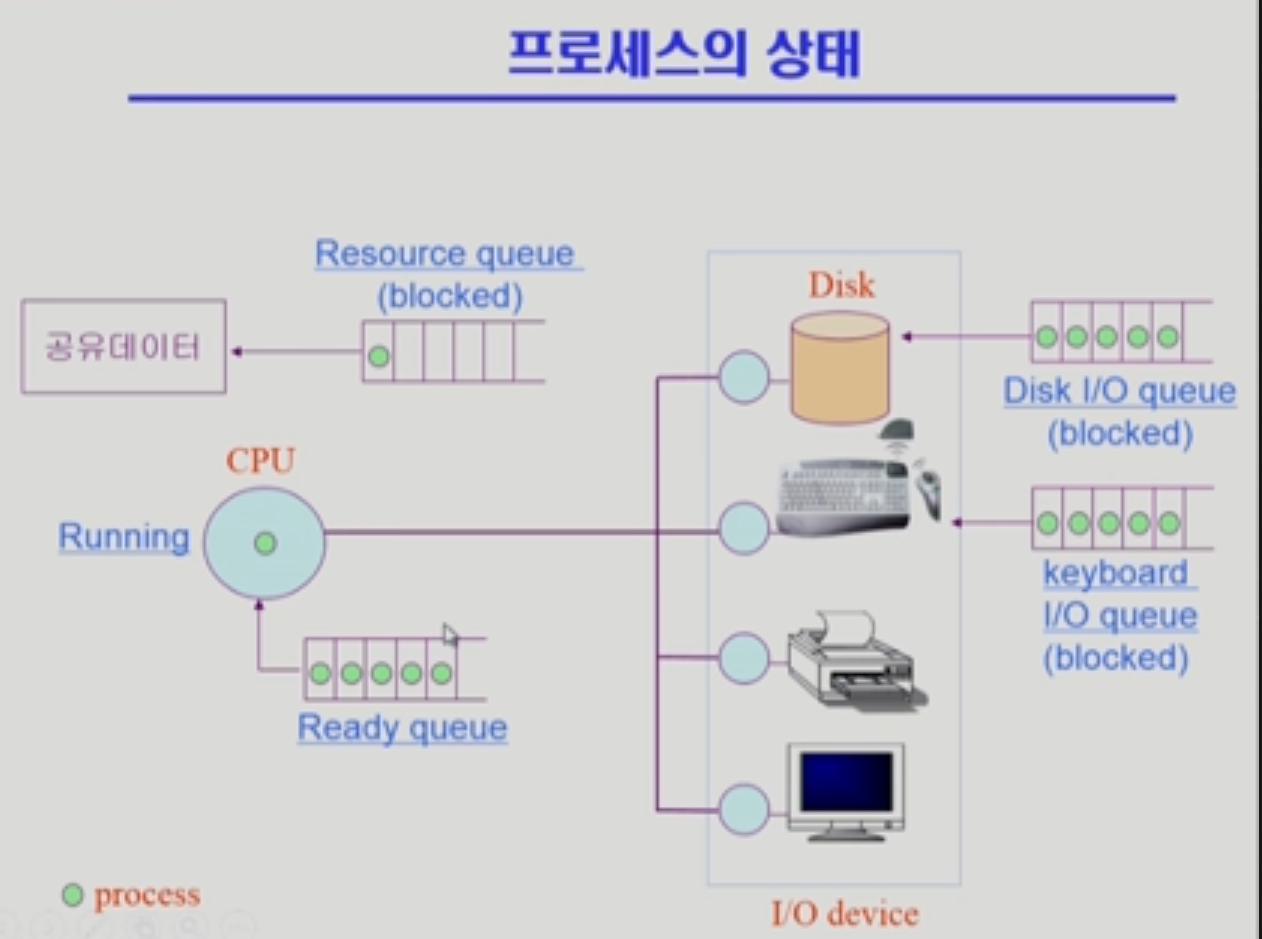 프로세스의 상태
Resource queue
(blocked)
공유데이터
Disk
Disk I/O queue
(blocked)
CPU
Running
keyboard
I/O queue
(blocked)
Ready queue
process
I/O device